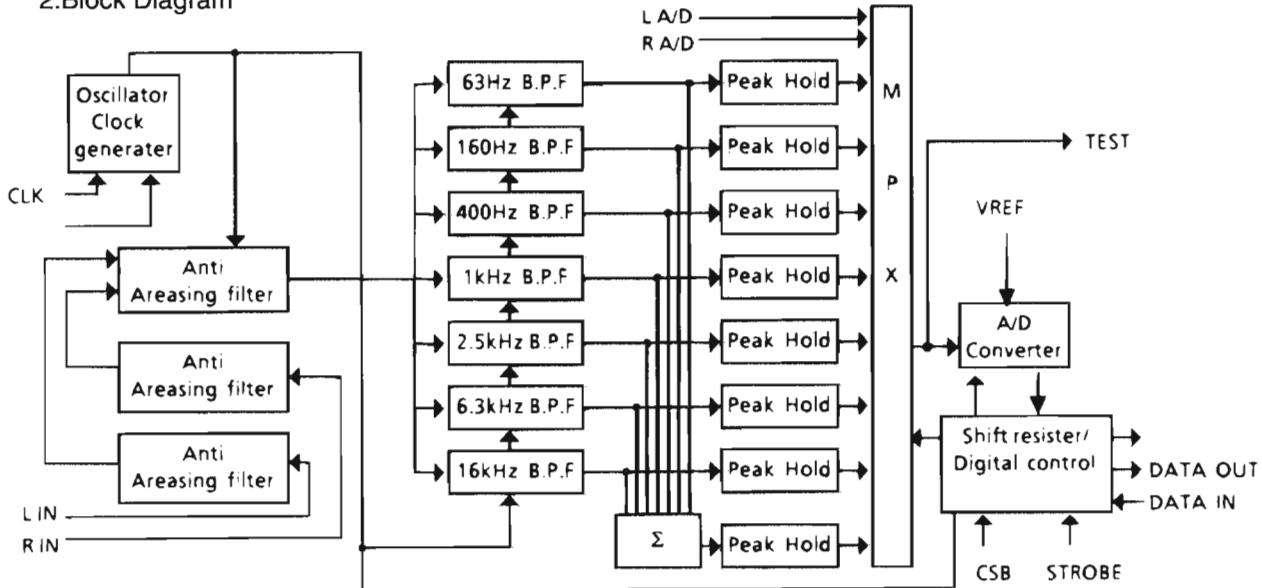 2.Block Diagram
L A/D
R A/D
Oscillator
Clock
generater
CLK
Anti
Areasing filter
Anti
Areasing filter
Anti
Areasing filter
L IN
R IN
63Hz B.P.F
160Hz B.P.F
400Hz B.P.F
1kHz B.P.F
2.5kHz B.P.F
6.3kHz B.P.F
16kHz B.P.F
Σ
Peak Hold
Peak Hold
Peak Hold
Peak Hold
Peak Hold
Peak Hold
Peak Hold
Peak Hold
M
P
X
TEST
VREF
A/D
Converter
Shift resister/
Digital control
DATA OUT
DATA IN
CSB
STROBE